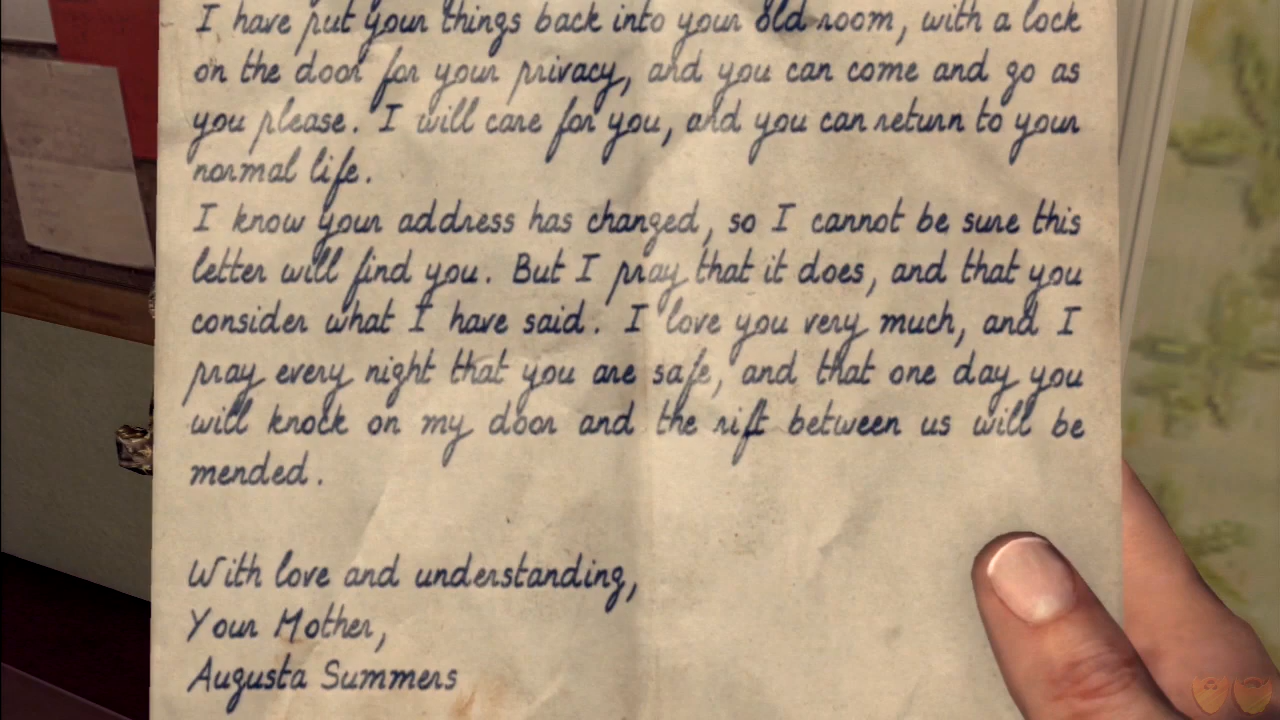 I have put your things back into your old room, with a lock
on the door for your privacy, and you can come and go as
you please. I will care for you, and you can return to your
normal life.
I know your address has changed, so I cannot be sure this
letter will find you. But I pray that it does, and that you
consider what I have said. I love you very much, and I
pray every night that you are safe, and that one day you
will knock on my door and the rift between us will be
mended.
With love and understanding,
Your Mother,
Augusta Summers